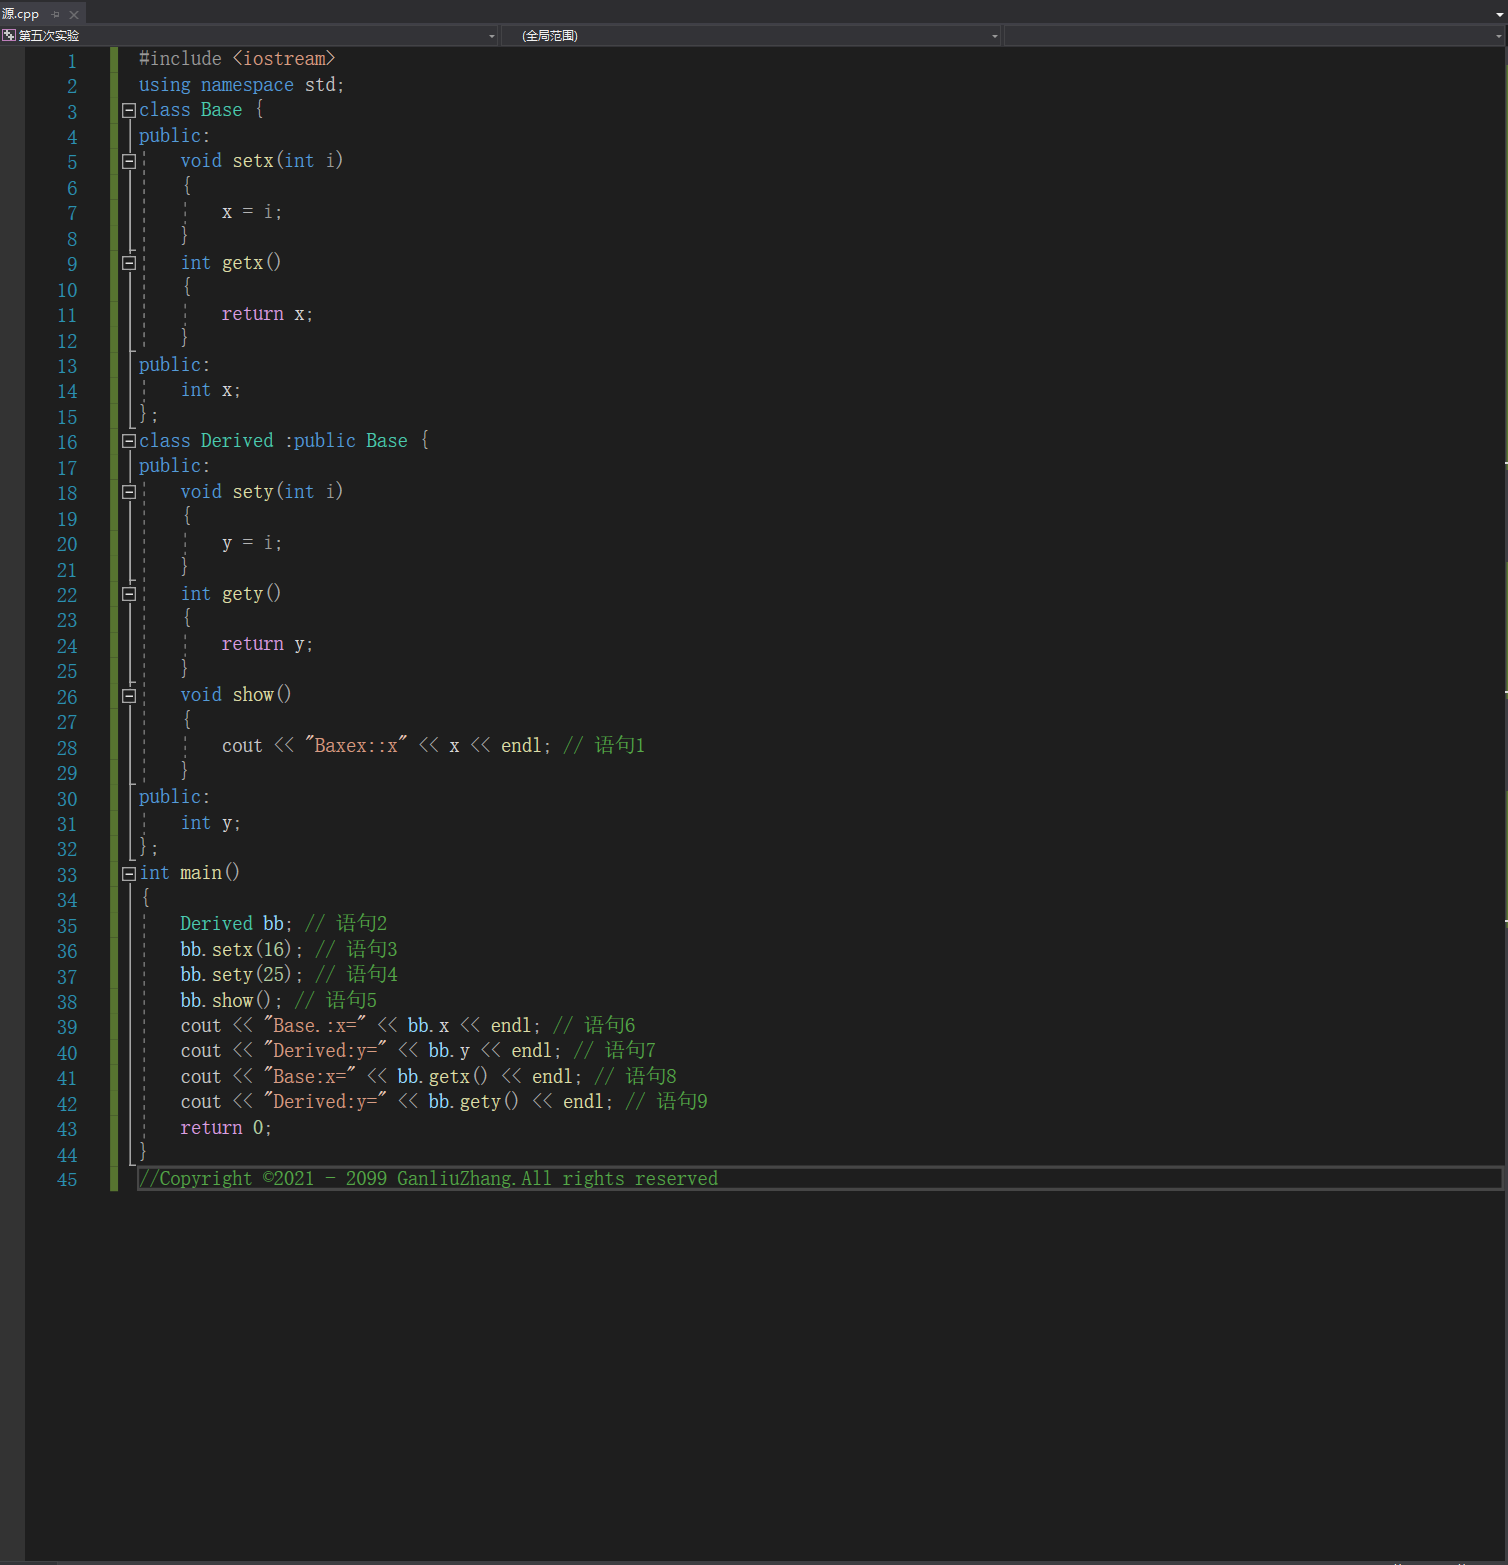 源.cpp
第五次实验 (全局范围)
1 #include <iostream>
2 using namespace std;
3 class Base {
4 public:
5 void setx(int i)
6 {
7 x = i;
8 }
9 int getx()
10 {
11 return x;
12 }
13 public:
14 int x;
15 };
16 class Derived :public Base {
17 public:
18 void sety(int i)
19 {
20 y = i;
21 }
22 int gety()
23 {
24 return y;
25 }
26 void show()
27 {
28 cout << "Baxex::x" << x << endl; // 语句1
29 }
30 public:
31 int y;
32 };
33 int main()
34 {
35 Derived bb; // 语句2
36 bb.setx(16); // 语句3
37 bb.sety(25); // 语句4
38 bb.show(); // 语句5
39 cout << "Base.:x=" << bb.x << endl; // 语句6
40 cout << "Derived:y=" << bb.y << endl; // 语句7
41 cout << "Base:x=" << bb.getx() << endl; // 语句8
42 cout << "Derived:y=" << bb.gety() << endl; // 语句9
43 return 0;
44 }
45 //Copyright ©2021 - 2099 GanliuZhang.All rights reserved